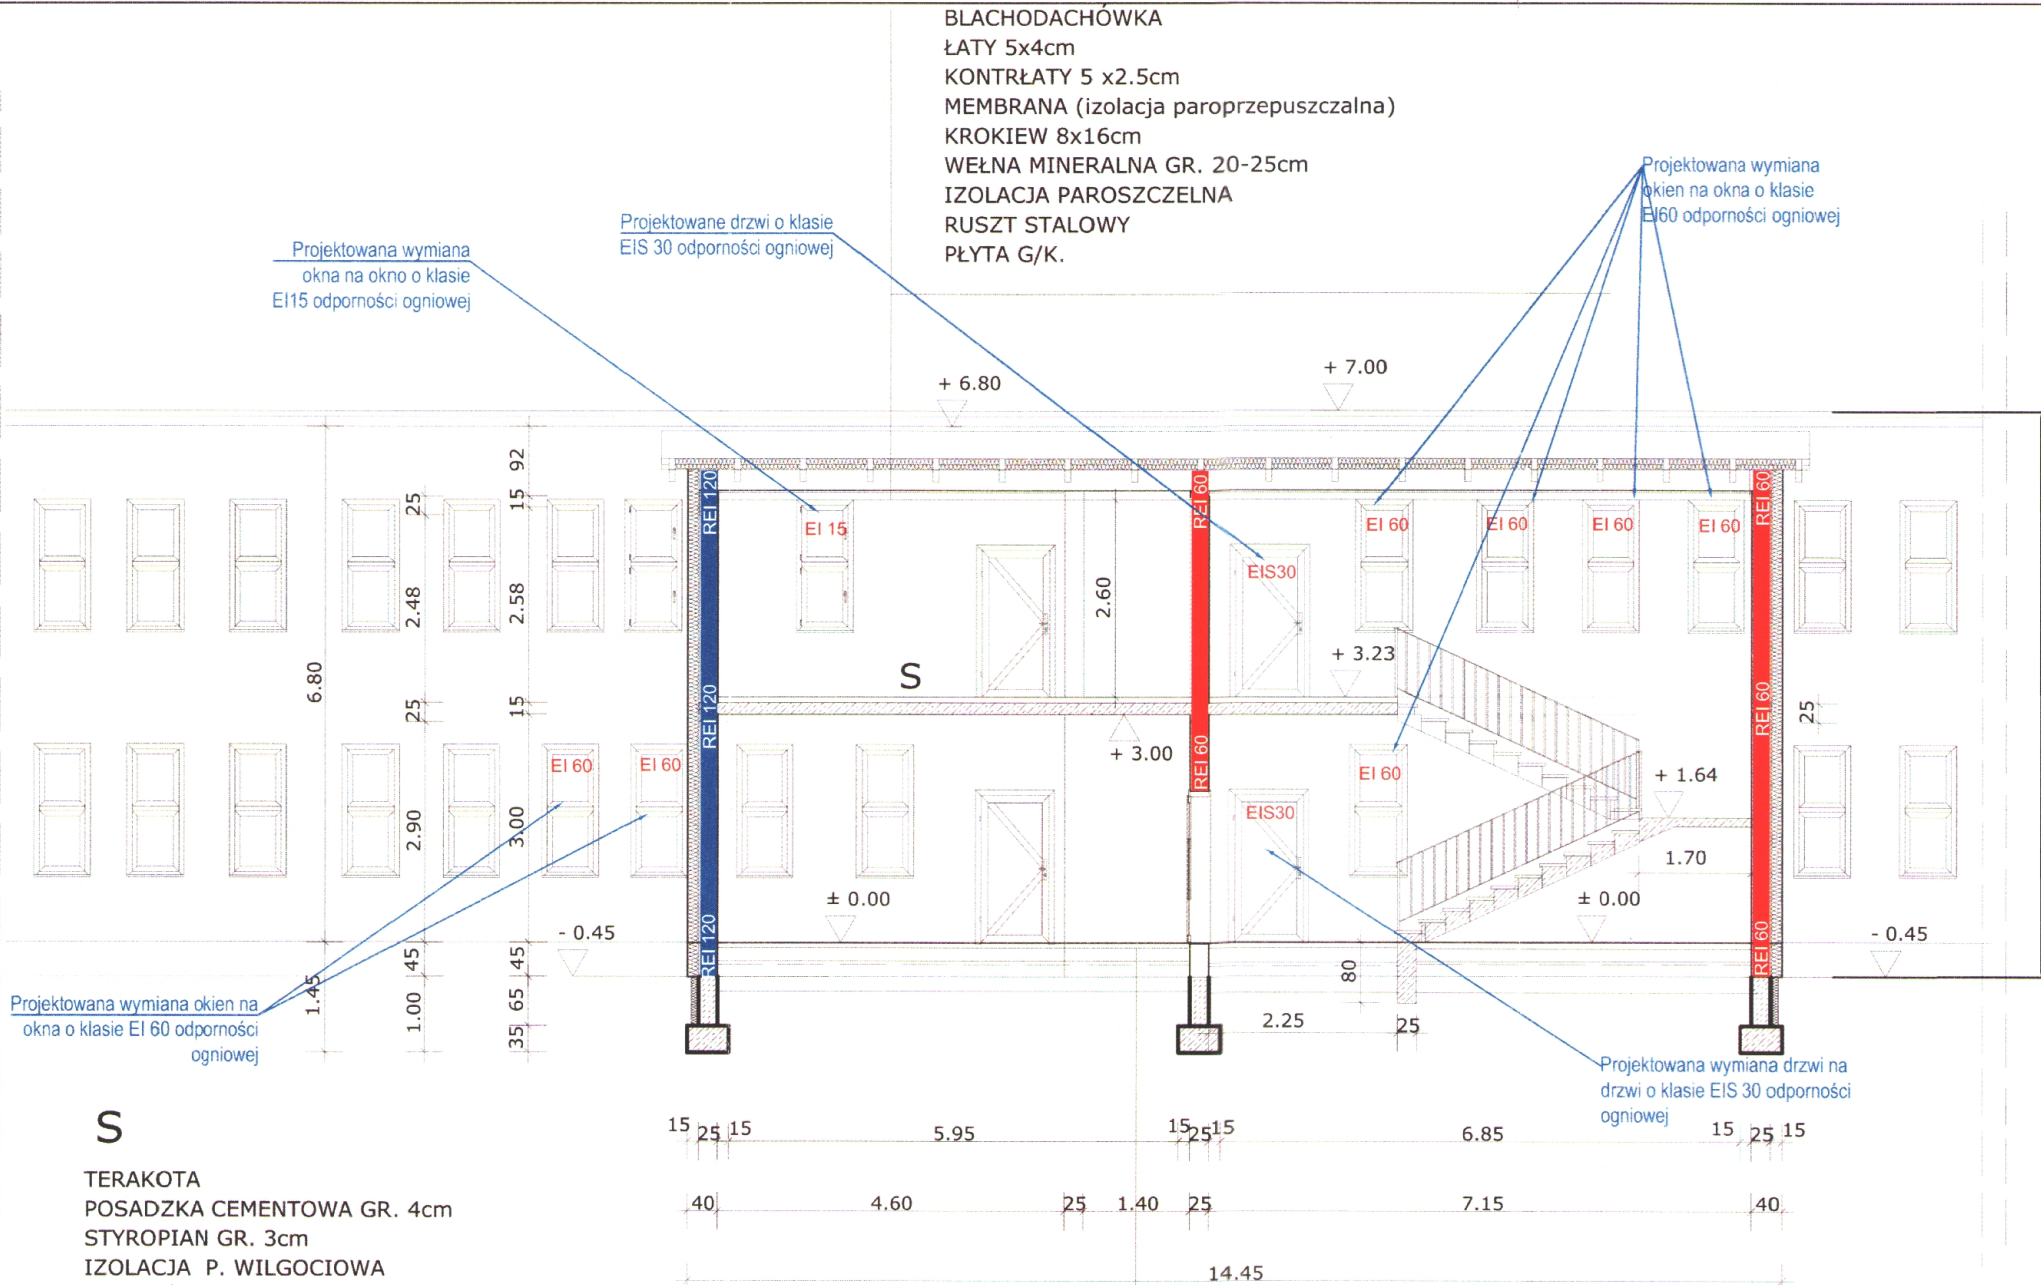 BLACHODACHÓWKA
ŁATY 5x4cm
KONTRŁATY 5 x2.5cm
MEMBRANA (izolacja paroprzepuszczalna)
KROKIEW 8x16cm
WEŁNA MINERALNA GR. 20-25cm
IZOLACJA PAROSZCZELNA
RUSZT STALOWY
PŁYTA G/K.
Projektowana wymiana
okien na okna o klasie
EI60 odporności ogniowej
Projektowane drzwi o klasie
EIS 30 odporności ogniowej
Projektowana wymiana
okna na okno o klasie
EI15 odporności ogniowej
+ 6.80
+ 7.00
92
15
25
2.48
2.58
6.80
25
15
2.90
3.00
45
45
1.45
1.00
65
35
REI 120
REI 120
REI 120
EI 15
REI 60
REI 60
EIS30
EI 60
EI 60
EI 60
EI 60
REI 60
REI 60
REI 60
2.60
S
+ 3.23
+ 3.00
25
EI 60
EI 60
EIS30
EI 60
+ 1.64
1.70
± 0.00
± 0.00
- 0.45
- 0.45
80
2.25
25
Projektowana wymiana okien na
okna o klasie EI 60 odporności
ogniowej
Projektowana wymiana drzwi na
drzwi o klasie EIS 30 odporności
ogniowej
15 25 15 5.95 15 25 15 6.85 15 25 15
40 4.60 25 1.40 25 7.15 40
14.45
S
TERAKOTA
POSADZKA CEMENTOWA GR. 4cm
STYROPIAN GR. 3cm
IZOLACJA P. WILGOCIOWA